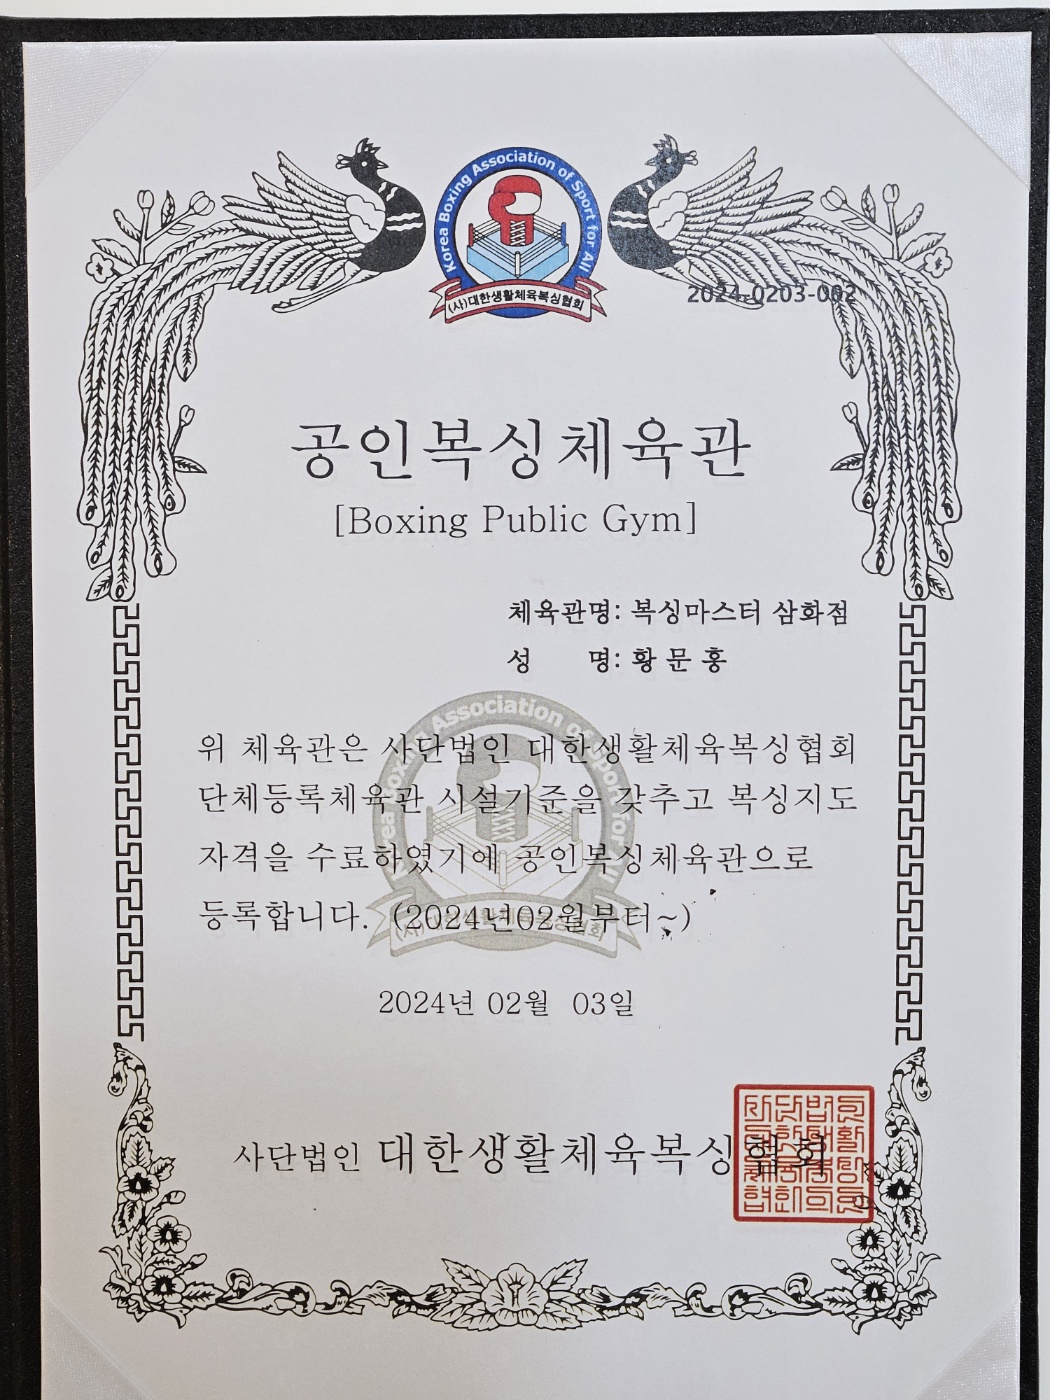 Korea Boxing Association of Sport for All
(사)대한생활체육복싱협회
2024-0203-002
공인복싱체육관
[Boxing Public Gym]
체육관명: 복싱마스터 삼화점
성 명: 황 문 홍
위 체육관은 사단법인 대한생활체육복싱협회
단체등록체육관 시설기준을 갖추고 복싱지도
자격을 수료하였기에 공인복싱체육관으로
등록합니다. (2024년02월부터~)
2024년 02월 03일
사단법인 대한생활체육복싱협회